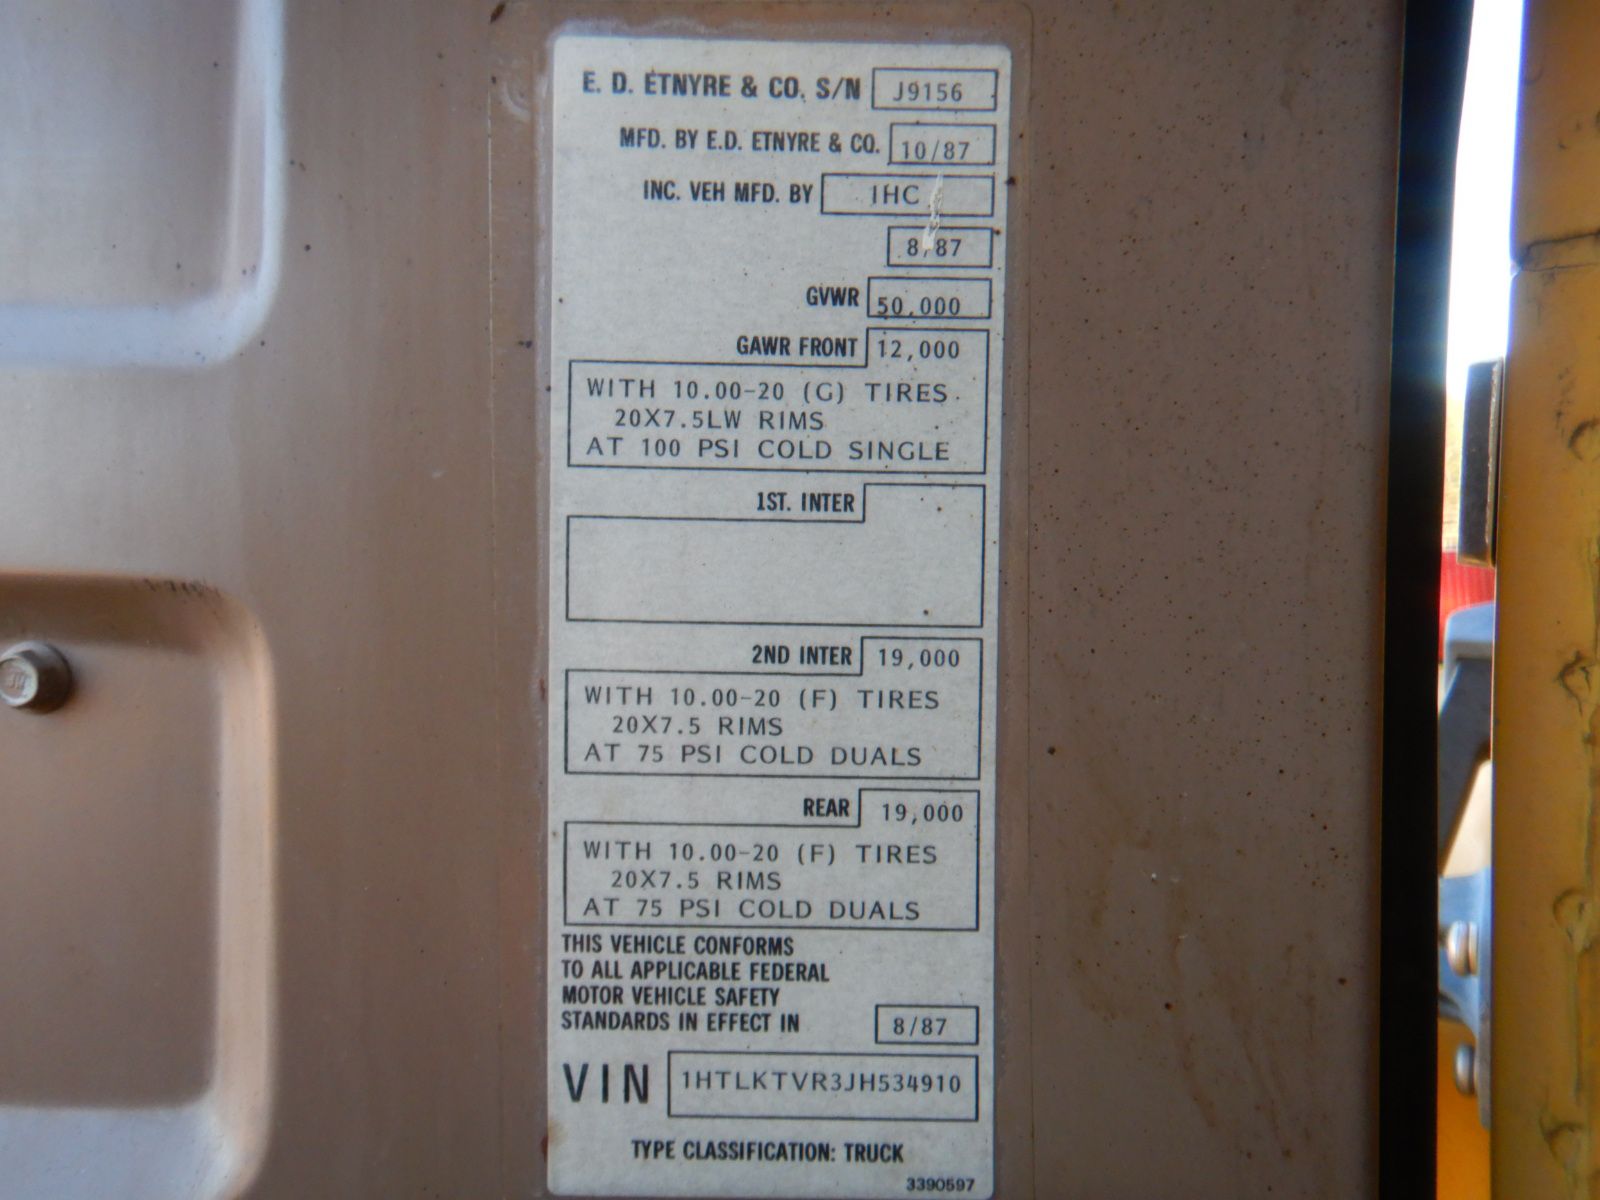 E. D. ETNYRE & CO. S/N J9156
MFD. BY E.D. ETNYRE & CO. 10/87
INC. VEH MFD. BY IHC
8/87
GVWR 50,000
GAWR FRONT 12,000
WITH 10.00-20 (G) TIRES
20X7.5LW RIMS
AT 100 PSI COLD SINGLE
1ST. INTER
2ND INTER 19,000
WITH 10.00-20 (F) TIRES
20X7.5 RIMS
AT 75 PSI COLD DUALS
REAR 19,000
WITH 10.00-20 (F) TIRES
20X7.5 RIMS
AT 75 PSI COLD DUALS
THIS VEHICLE CONFORMS
TO ALL APPLICABLE FEDERAL
MOTOR VEHICLE SAFETY
STANDARDS IN EFFECT IN 8/87
VIN 1HTLKTVR3JH534910
TYPE CLASSIFICATION: TRUCK
3390597